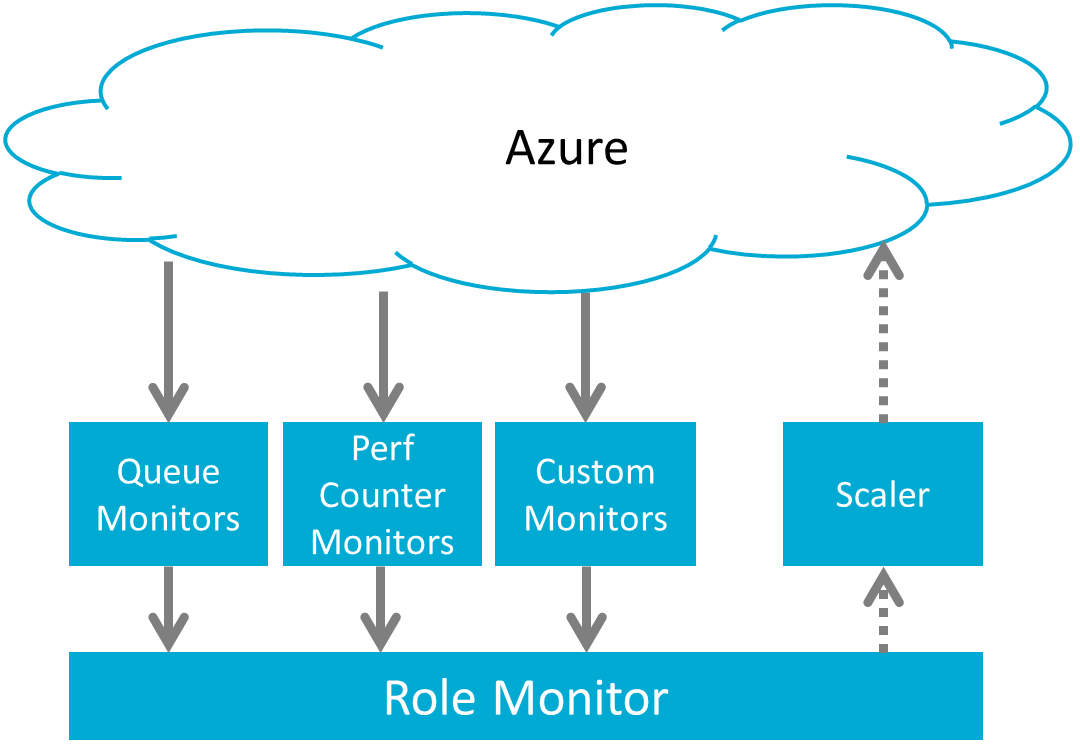 Azure
Queue
Monitors
Perf
Counter
Monitors
Custom
Monitors
Scaler
Role Monitor